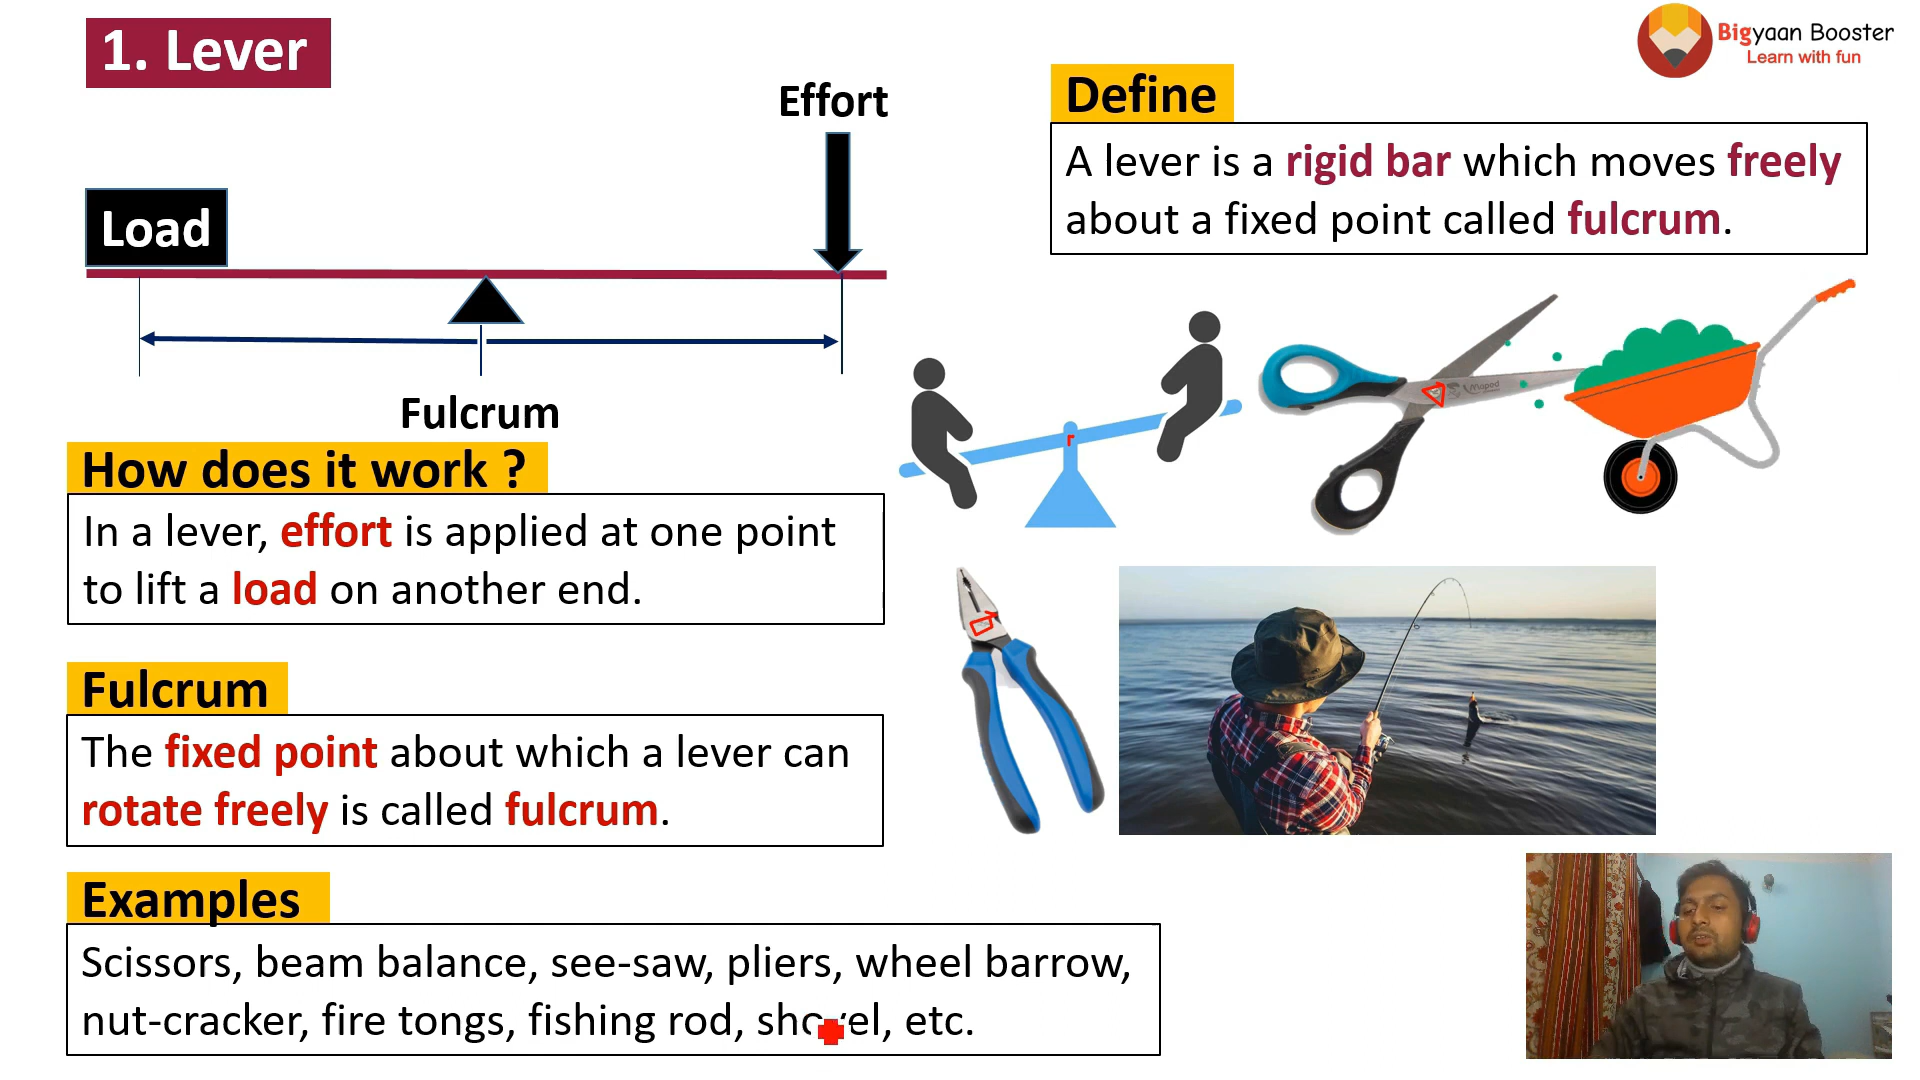 1. Lever
Bigyaan Booster
Learn with fun
Effort
Load
Fulcrum
Define
A lever is a rigid bar which moves freely
about a fixed point called fulcrum.
How does it work ?
In a lever, effort is applied at one point
to lift a load on another end.
Fulcrum
The fixed point about which a lever can
rotate freely is called fulcrum.
Examples
Scissors, beam balance, see-saw, pliers, wheel barrow,
nut-cracker, fire tongs, fishing rod, shovel, etc.